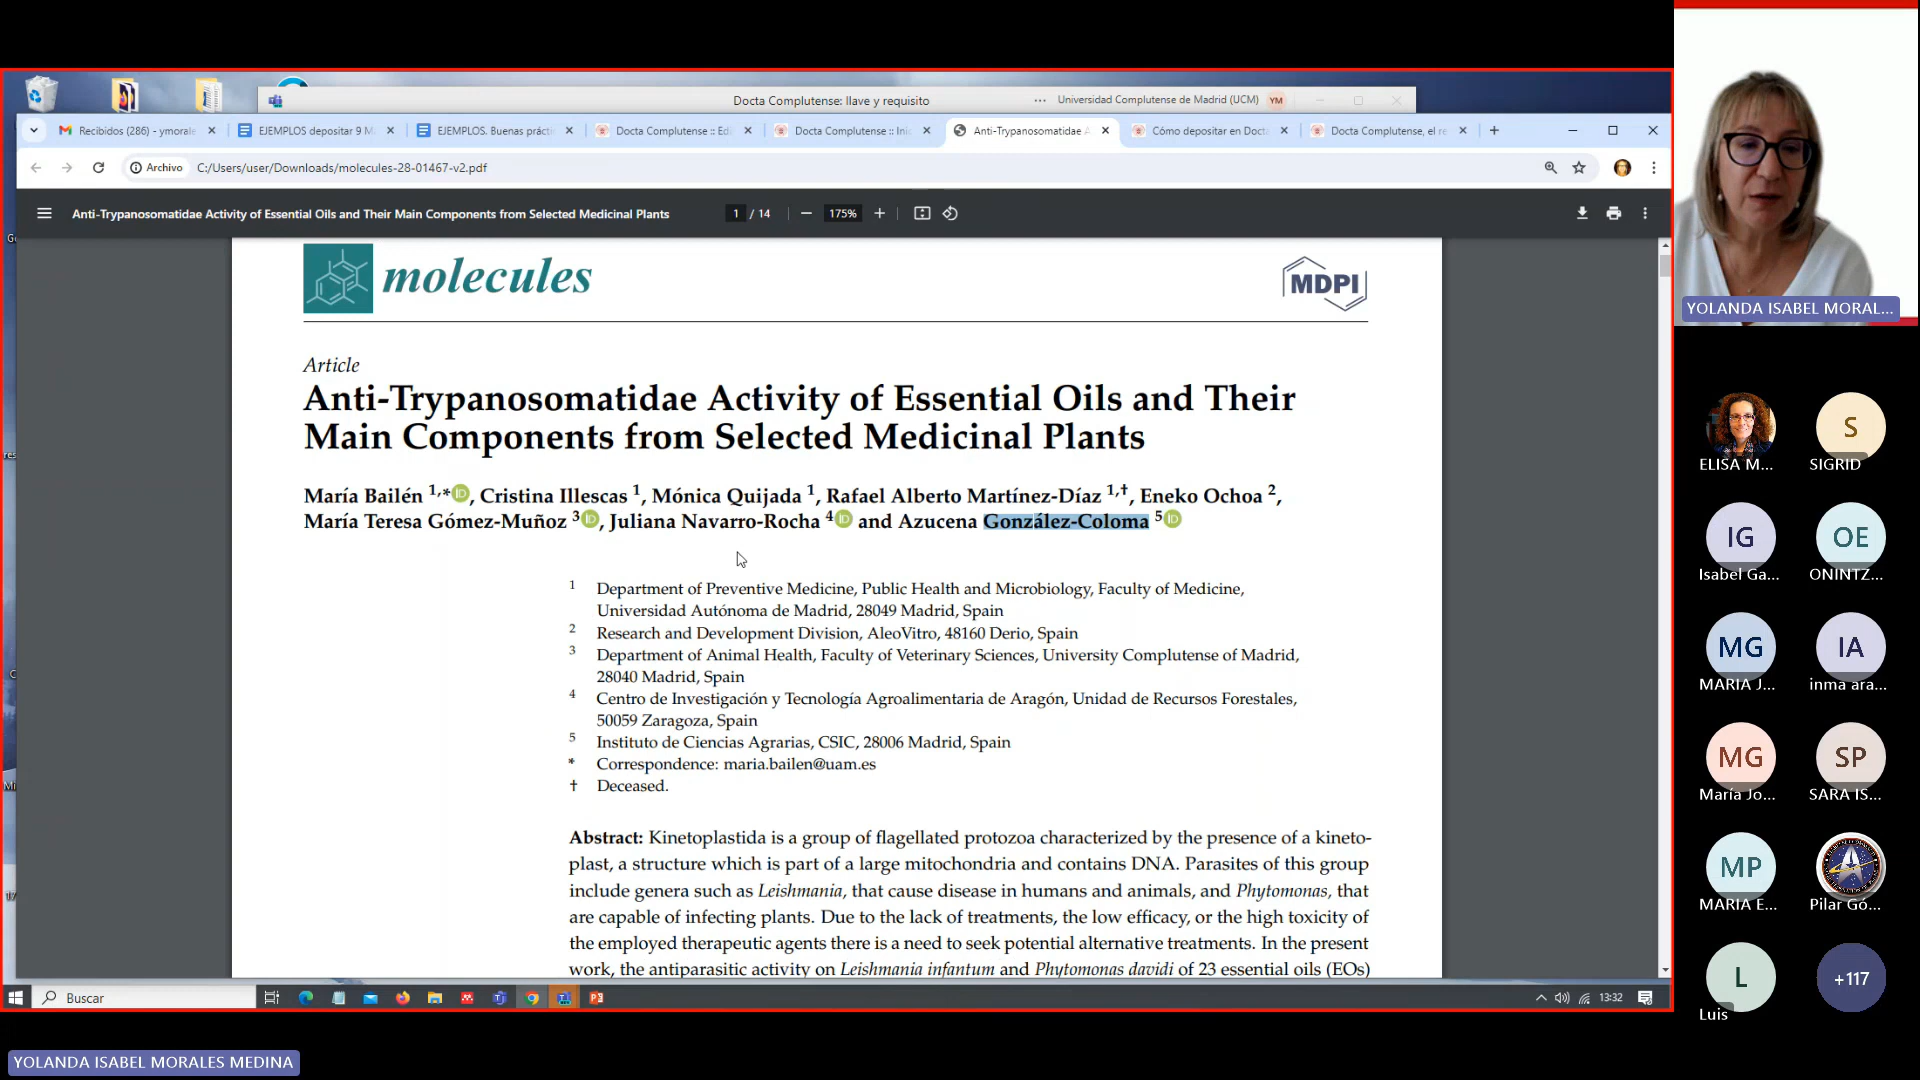 Docta Complutense: llave y requisito
Universidad Complutense de Madrid (UCM)
YM
Recibidos (286) - ymorale
EJEMPLOS depositar 9 M
EJEMPLOS. Buenas prácti
Docta Complutense :: Edi
Docta Complutense :: Inic
Anti-Trypanosomatidae A
Cómo depositar en Docta
Docta Complutense, el re
Archivo
C:/Users/user/Downloads/molecules-28-01467-v2.pdf
Anti-Trypanosomatidae Activity of Essential Oils and Their Main Components from Selected Medicinal Plants
1 / 14
175%
molecules
MDPI
Article
Anti-Trypanosomatidae Activity of Essential Oils and Their
Main Components from Selected Medicinal Plants
María Bailén 1,*, Cristina Illescas 1, Mónica Quijada 1, Rafael Alberto Martínez-Díaz 1,†, Eneko Ochoa 2,
María Teresa Gómez-Muñoz 3, Juliana Navarro-Rocha 4 and Azucena González-Coloma 5
1 Department of Preventive Medicine, Public Health and Microbiology, Faculty of Medicine,
Universidad Autónoma de Madrid, 28049 Madrid, Spain
2 Research and Development Division, AleoVitro, 48160 Derio, Spain
3 Department of Animal Health, Faculty of Veterinary Sciences, University Complutense of Madrid,
28040 Madrid, Spain
4 Centro de Investigación y Tecnología Agroalimentaria de Aragón, Unidad de Recursos Forestales,
50059 Zaragoza, Spain
5 Instituto de Ciencias Agrarias, CSIC, 28006 Madrid, Spain
* Correspondence: maria.bailen@uam.es
† Deceased.
Abstract: Kinetoplastida is a group of flagellated protozoa characterized by the presence of a kineto-
plast, a structure which is part of a large mitochondria and contains DNA. Parasites of this group
include genera such as Leishmania, that cause disease in humans and animals, and Phytomonas, that
are capable of infecting plants. Due to the lack of treatments, the low efficacy, or the high toxicity of
the employed therapeutic agents there is a need to seek potential alternative treatments. In the present
work, the antiparasitic activity on Leishmania infantum and Phytomonas davidi of 23 essential oils (EOs)
Buscar
13:32
YOLANDA ISABEL MORAL...
ELISA M...
S
SIGRID
IG
Isabel Ga...
OE
ONINTZ...
MG
MARIA J...
IA
inma ara...
MG
María Jo...
SP
SARA IS...
MP
MARIA E...
Pilar Gó...
L
Luis
+117
YOLANDA ISABEL MORALES MEDINA